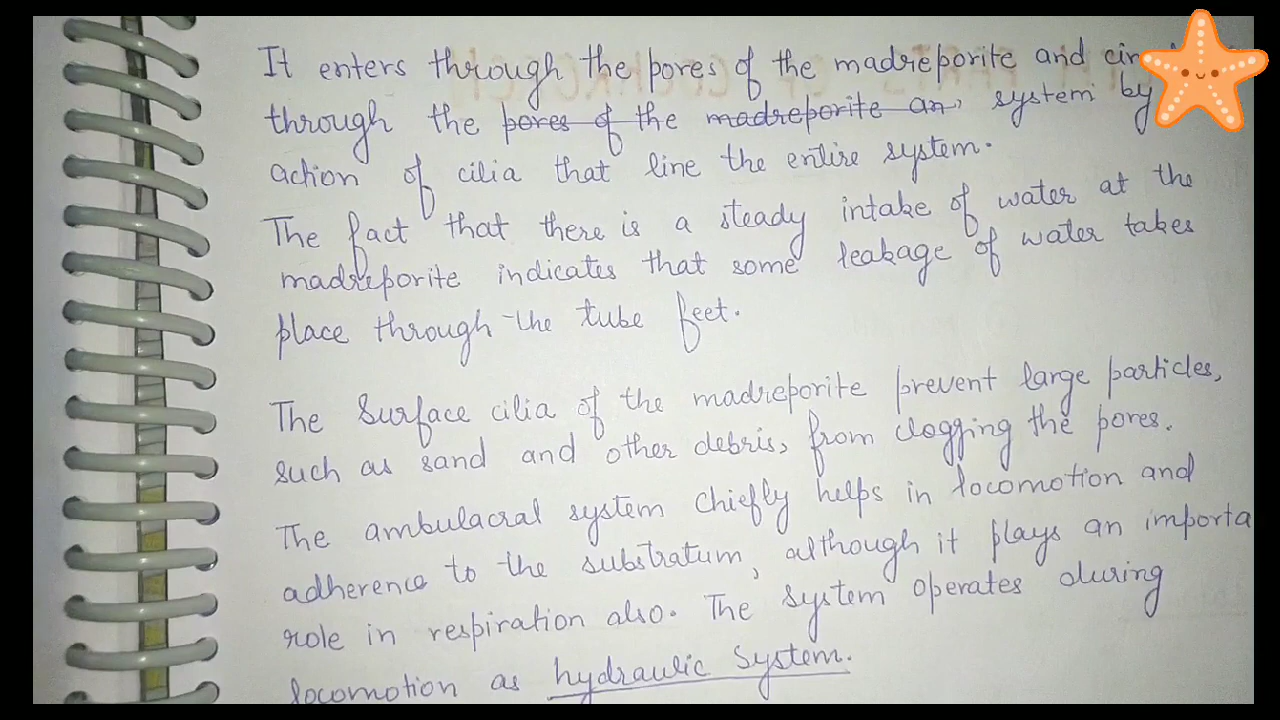 It enters through the pores of the madreporite and
through the pores of the madreporite an, system by
action of cilia that line the entire system.
The fact that there is a steady intake of water at the
madreporite indicates that some leakage of water takes
place through the tube feet.
The Surface cilia of the madreporite prevent large particles,
such as sand and other debris, from clogging the pores.
The ambulacral system chiefly helps in locomotion and
adherence to the substratum, although it plays an importa
role in respiration also. The system operates during
locomotion as hydraulic System.